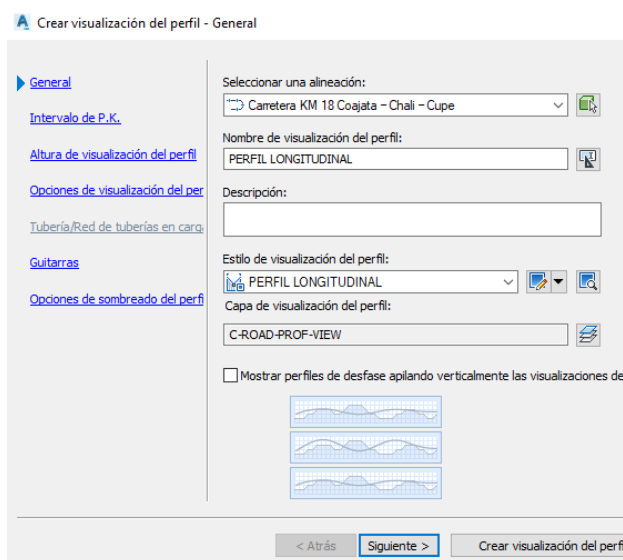 Crear visualización del perfil - General
General
Intervalo de P.K.
Altura de visualización del perfil
Opciones de visualización del per
Tubería/Red de tuberías en carg
Guitarras
Opciones de sombreado del perfi
Seleccionar una alineación:
Carretera KM 18 Coajata – Chali – Cupe
Nombre de visualización del perfil:
PERFIL LONGITUDINAL
Descripción:
Estilo de visualización del perfil:
PERFIL LONGITUDINAL
Capa de visualización del perfil:
C-ROAD-PROF-VIEW
Mostrar perfiles de desfase apilando verticalmente las visualizaciones de
< Atrás
Siguiente >
Crear visualización del perfi